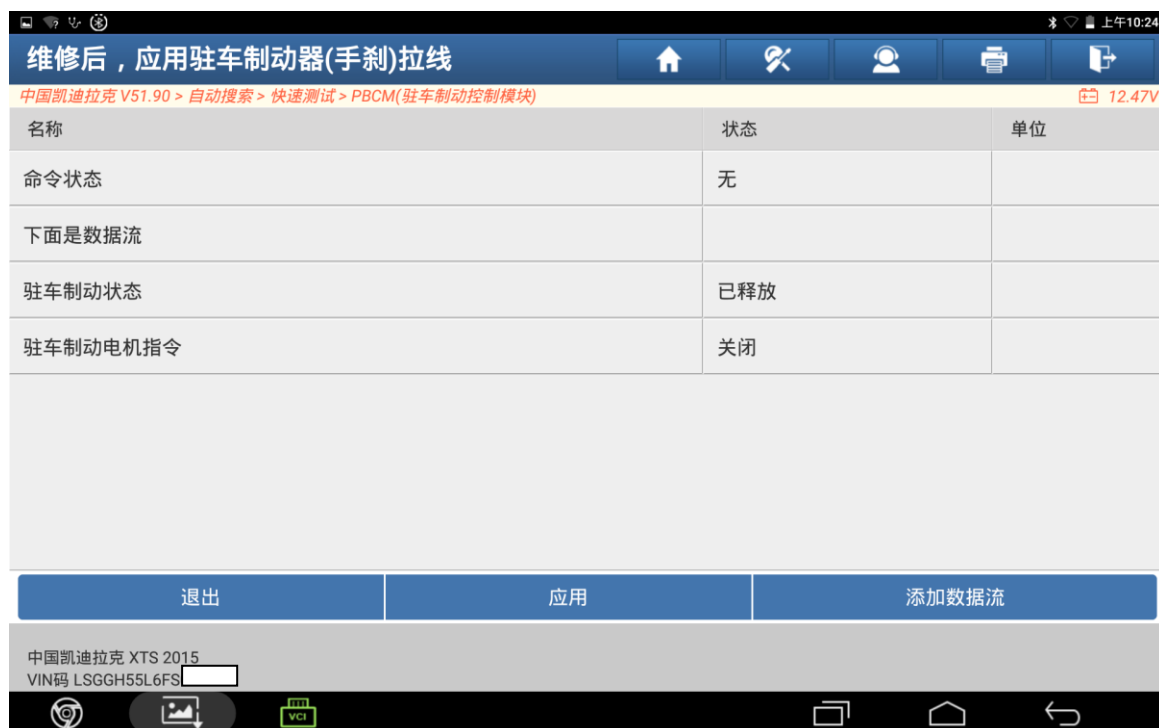 上午10:24
维修后，应用驻车制动器(手刹)拉线
中国凯迪拉克 V51.90 > 自动搜索 > 快速测试 > PBCM(驻车制动控制模块)
12.47V
名称 状态 单位
命令状态 无
下面是数据流
驻车制动状态 已释放
驻车制动电机指令 关闭
退出 应用 添加数据流
中国凯迪拉克 XTS 2015
VIN码 LSGGH55L6FS
VCI